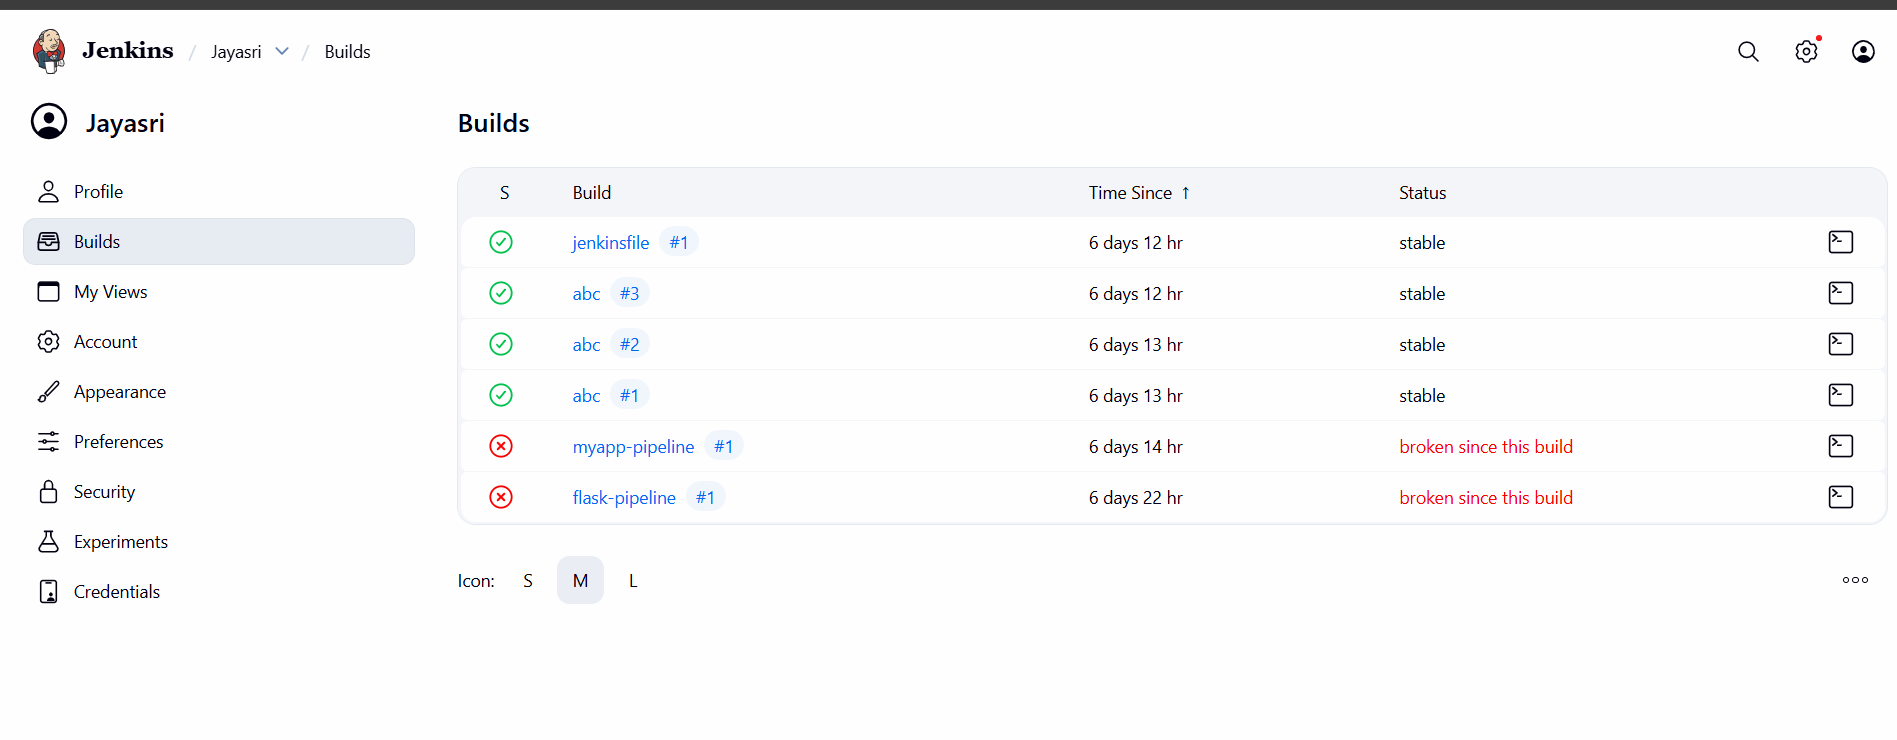 Jenkins / Jayasri / Builds
Jayasri
Profile
Builds
My Views
Account
Appearance
Preferences
Security
Experiments
Credentials
Builds
S Build Time Since ↑ Status
jenkinsfile #1 6 days 12 hr stable
abc #3 6 days 12 hr stable
abc #2 6 days 13 hr stable
abc #1 6 days 13 hr stable
myapp-pipeline #1 6 days 14 hr broken since this build
flask-pipeline #1 6 days 22 hr broken since this build
Icon: S M L